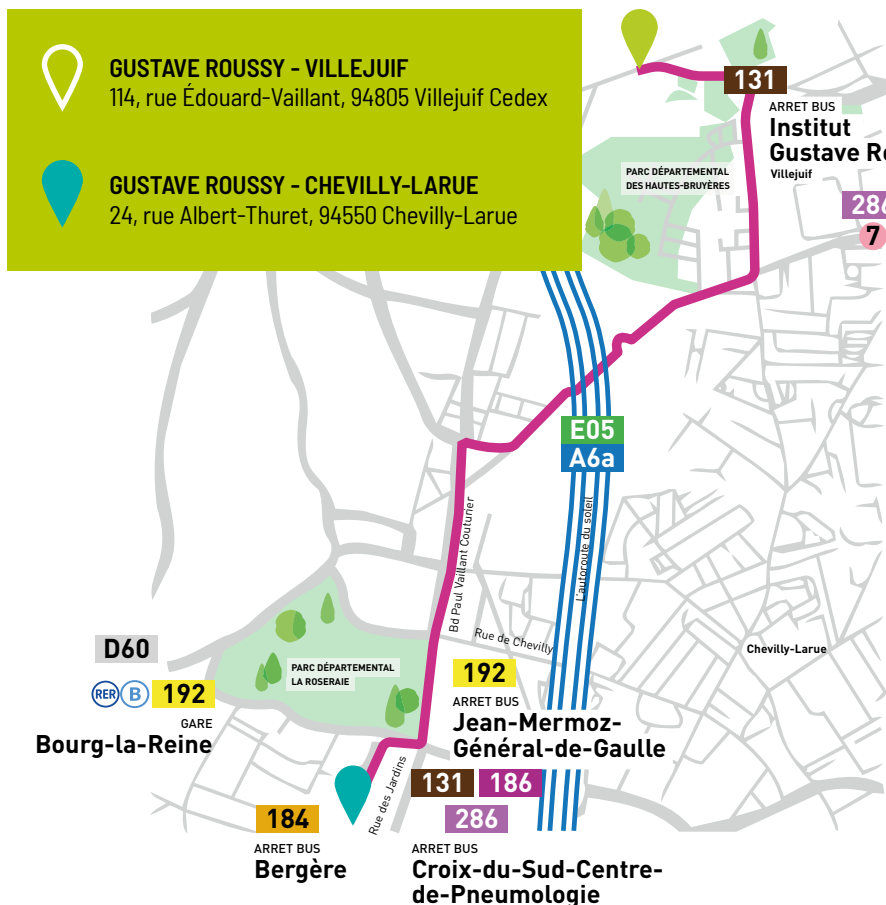 GUSTAVE ROUSSY - VILLEJUIF
114, rue Édouard-Vaillant, 94805 Villejuif Cedex
GUSTAVE ROUSSY - CHEVILLY-LARUE
24, rue Albert-Thuret, 94550 Chevilly-Larue
131
ARRET BUS
Institut
Gustave
Villejuif
PARC DÉPARTEMENTAL
DES HAUTES-BRUYÈRES
286
7
E05
A6a
L'autoroute du soleil
Bd Paul Vaillant Couturier
Rue de Chevilly
Chevilly-Larue
D60
RER B 192
GARE
Bourg-la-Reine
PARC DÉPARTEMENTAL
LA ROSERAIE
192
ARRET BUS
Jean-Mermoz-
Général-de-Gaulle
Rue des Jardins
184
ARRET BUS
Bergère
131 186
286
ARRET BUS
Croix-du-Sud-Centre-
de-Pneumologie